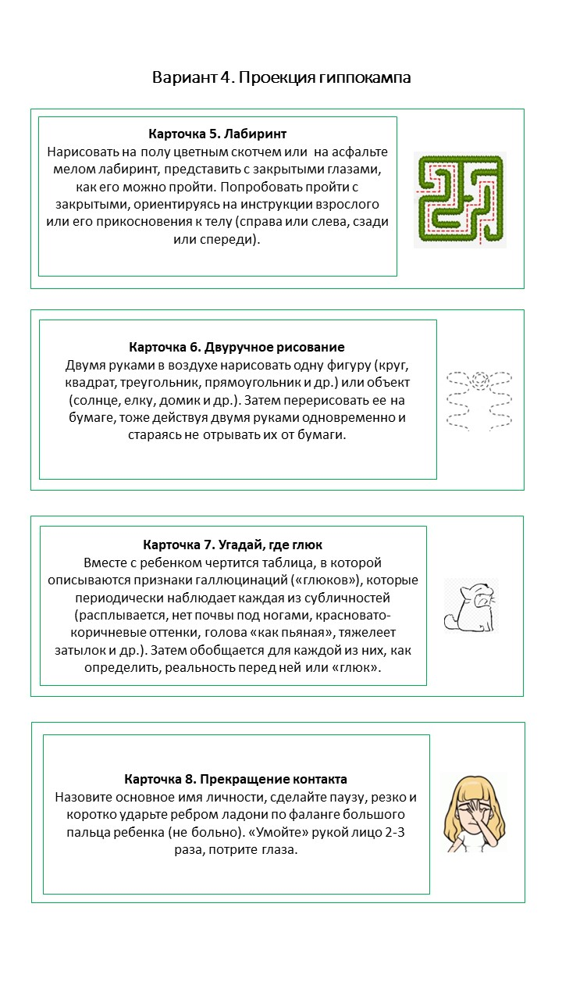 Вариант 4. Проекция гиппокампа
Карточка 5. Лабиринт
Нарисовать на полу цветным скотчем или на асфальте
мелом лабиринт, представить с закрытыми глазами,
как его можно пройти. Попробовать пройти с
закрытыми, ориентируясь на инструкции взрослого
или его прикосновения к телу (справа или слева, сзади
или спереди).
Карточка 6. Двуручное рисование
Двумя руками в воздухе нарисовать одну фигуру (круг,
квадрат, треугольник, прямоугольник и др.) или объект
(солнце, елку, домик и др.). Затем перерисовать ее на
бумаге, тоже действуя двумя руками одновременно и
стараясь не отрывать их от бумаги.
Карточка 7. Угадай, где глюк
Вместе с ребенком чертится таблица, в которой
описываются признаки галлюцинаций («глюков»), которые
периодически наблюдает каждая из субличностей
(расплывается, нет почвы под ногами, красновато-
коричневые оттенки, голова «как пьяная», тяжелеет
затылок и др.). Затем обобщается для каждой из них, как
определить, реальность перед ней или «глюк».
Карточка 8. Прекращение контакта
Назовите основное имя личности, сделайте паузу, резко и
коротко ударьте ребром ладони по фаланге большого
пальца ребенка (не больно). «Умойте» рукой лицо 2-3
раза, потрите глаза.